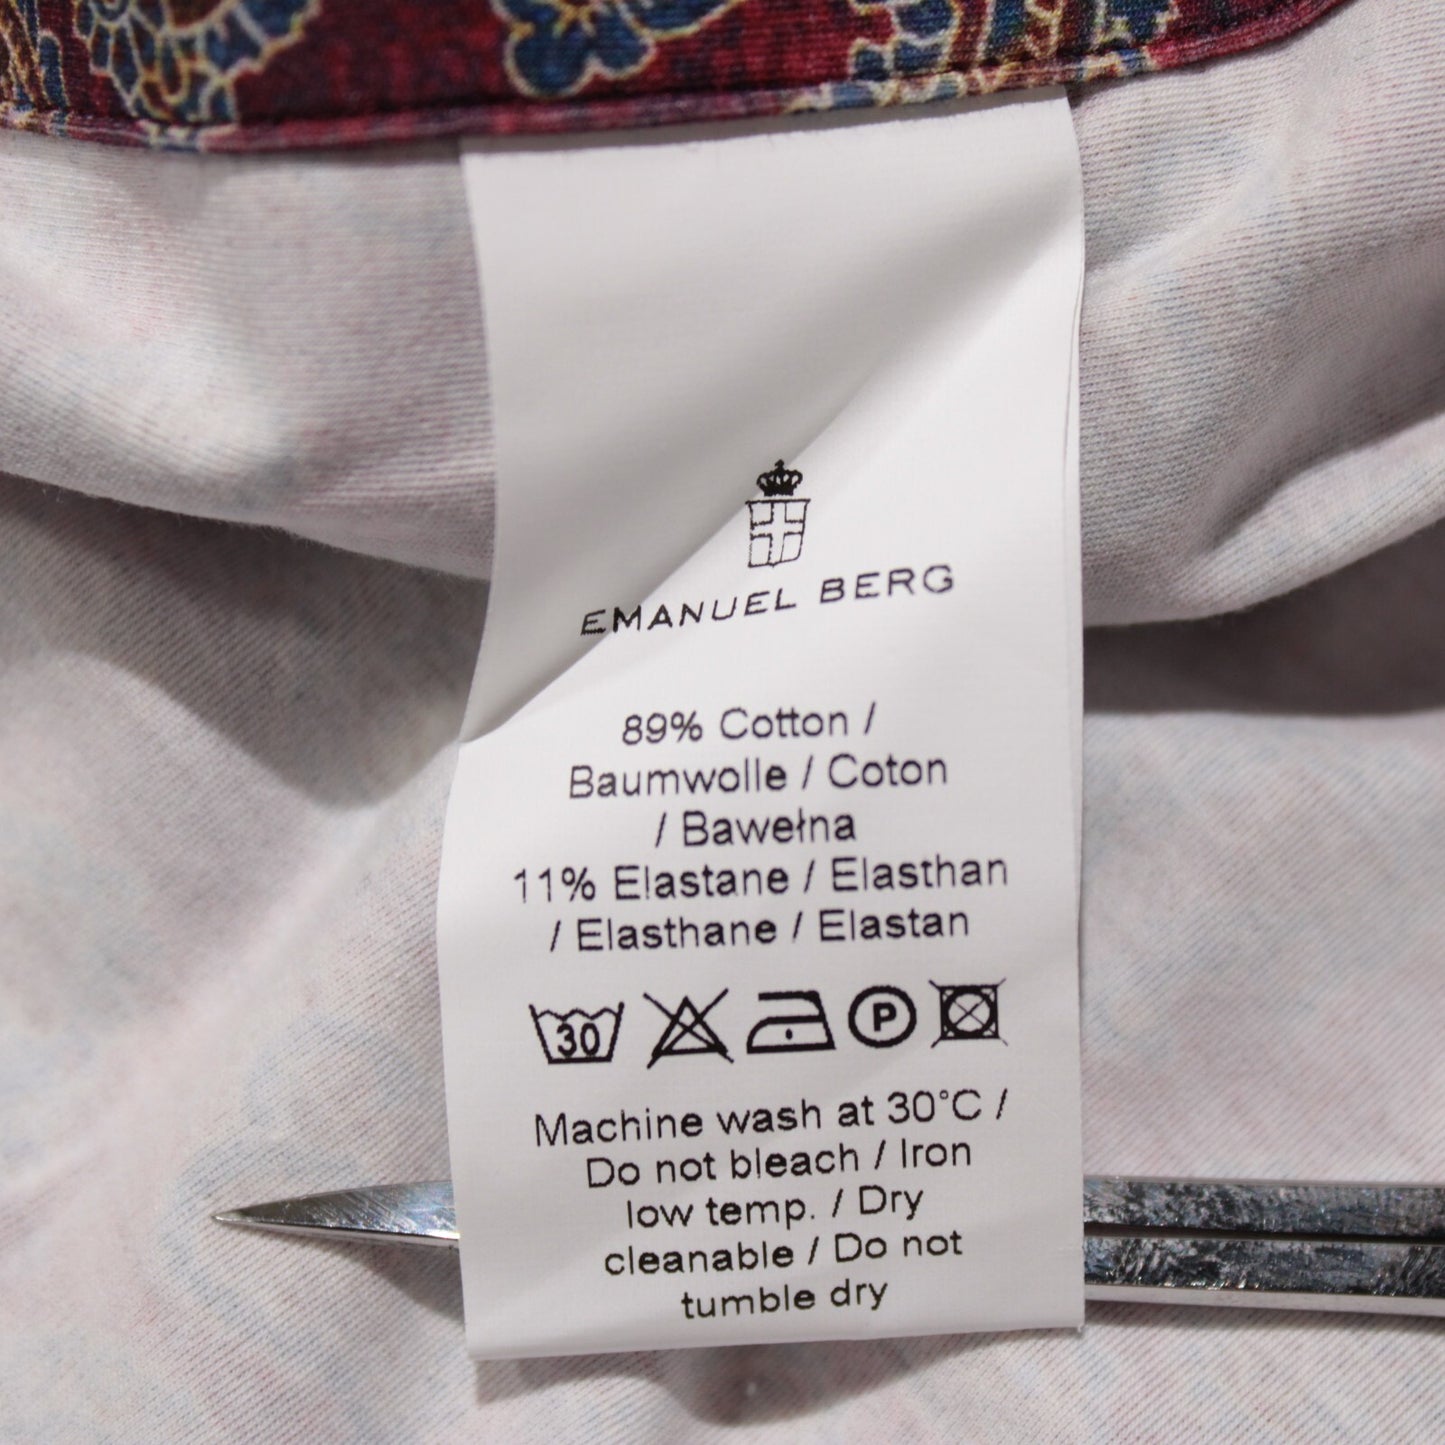 EMANUEL BERG
89% Cotton /
Baumwolle / Coton
/ Bawełna
11% Elastane / Elasthan
/ Elasthane / Elastan
30 P
Machine wash at 30°C /
Do not bleach / Iron
low temp. / Dry
cleanable / Do not
tumble dry